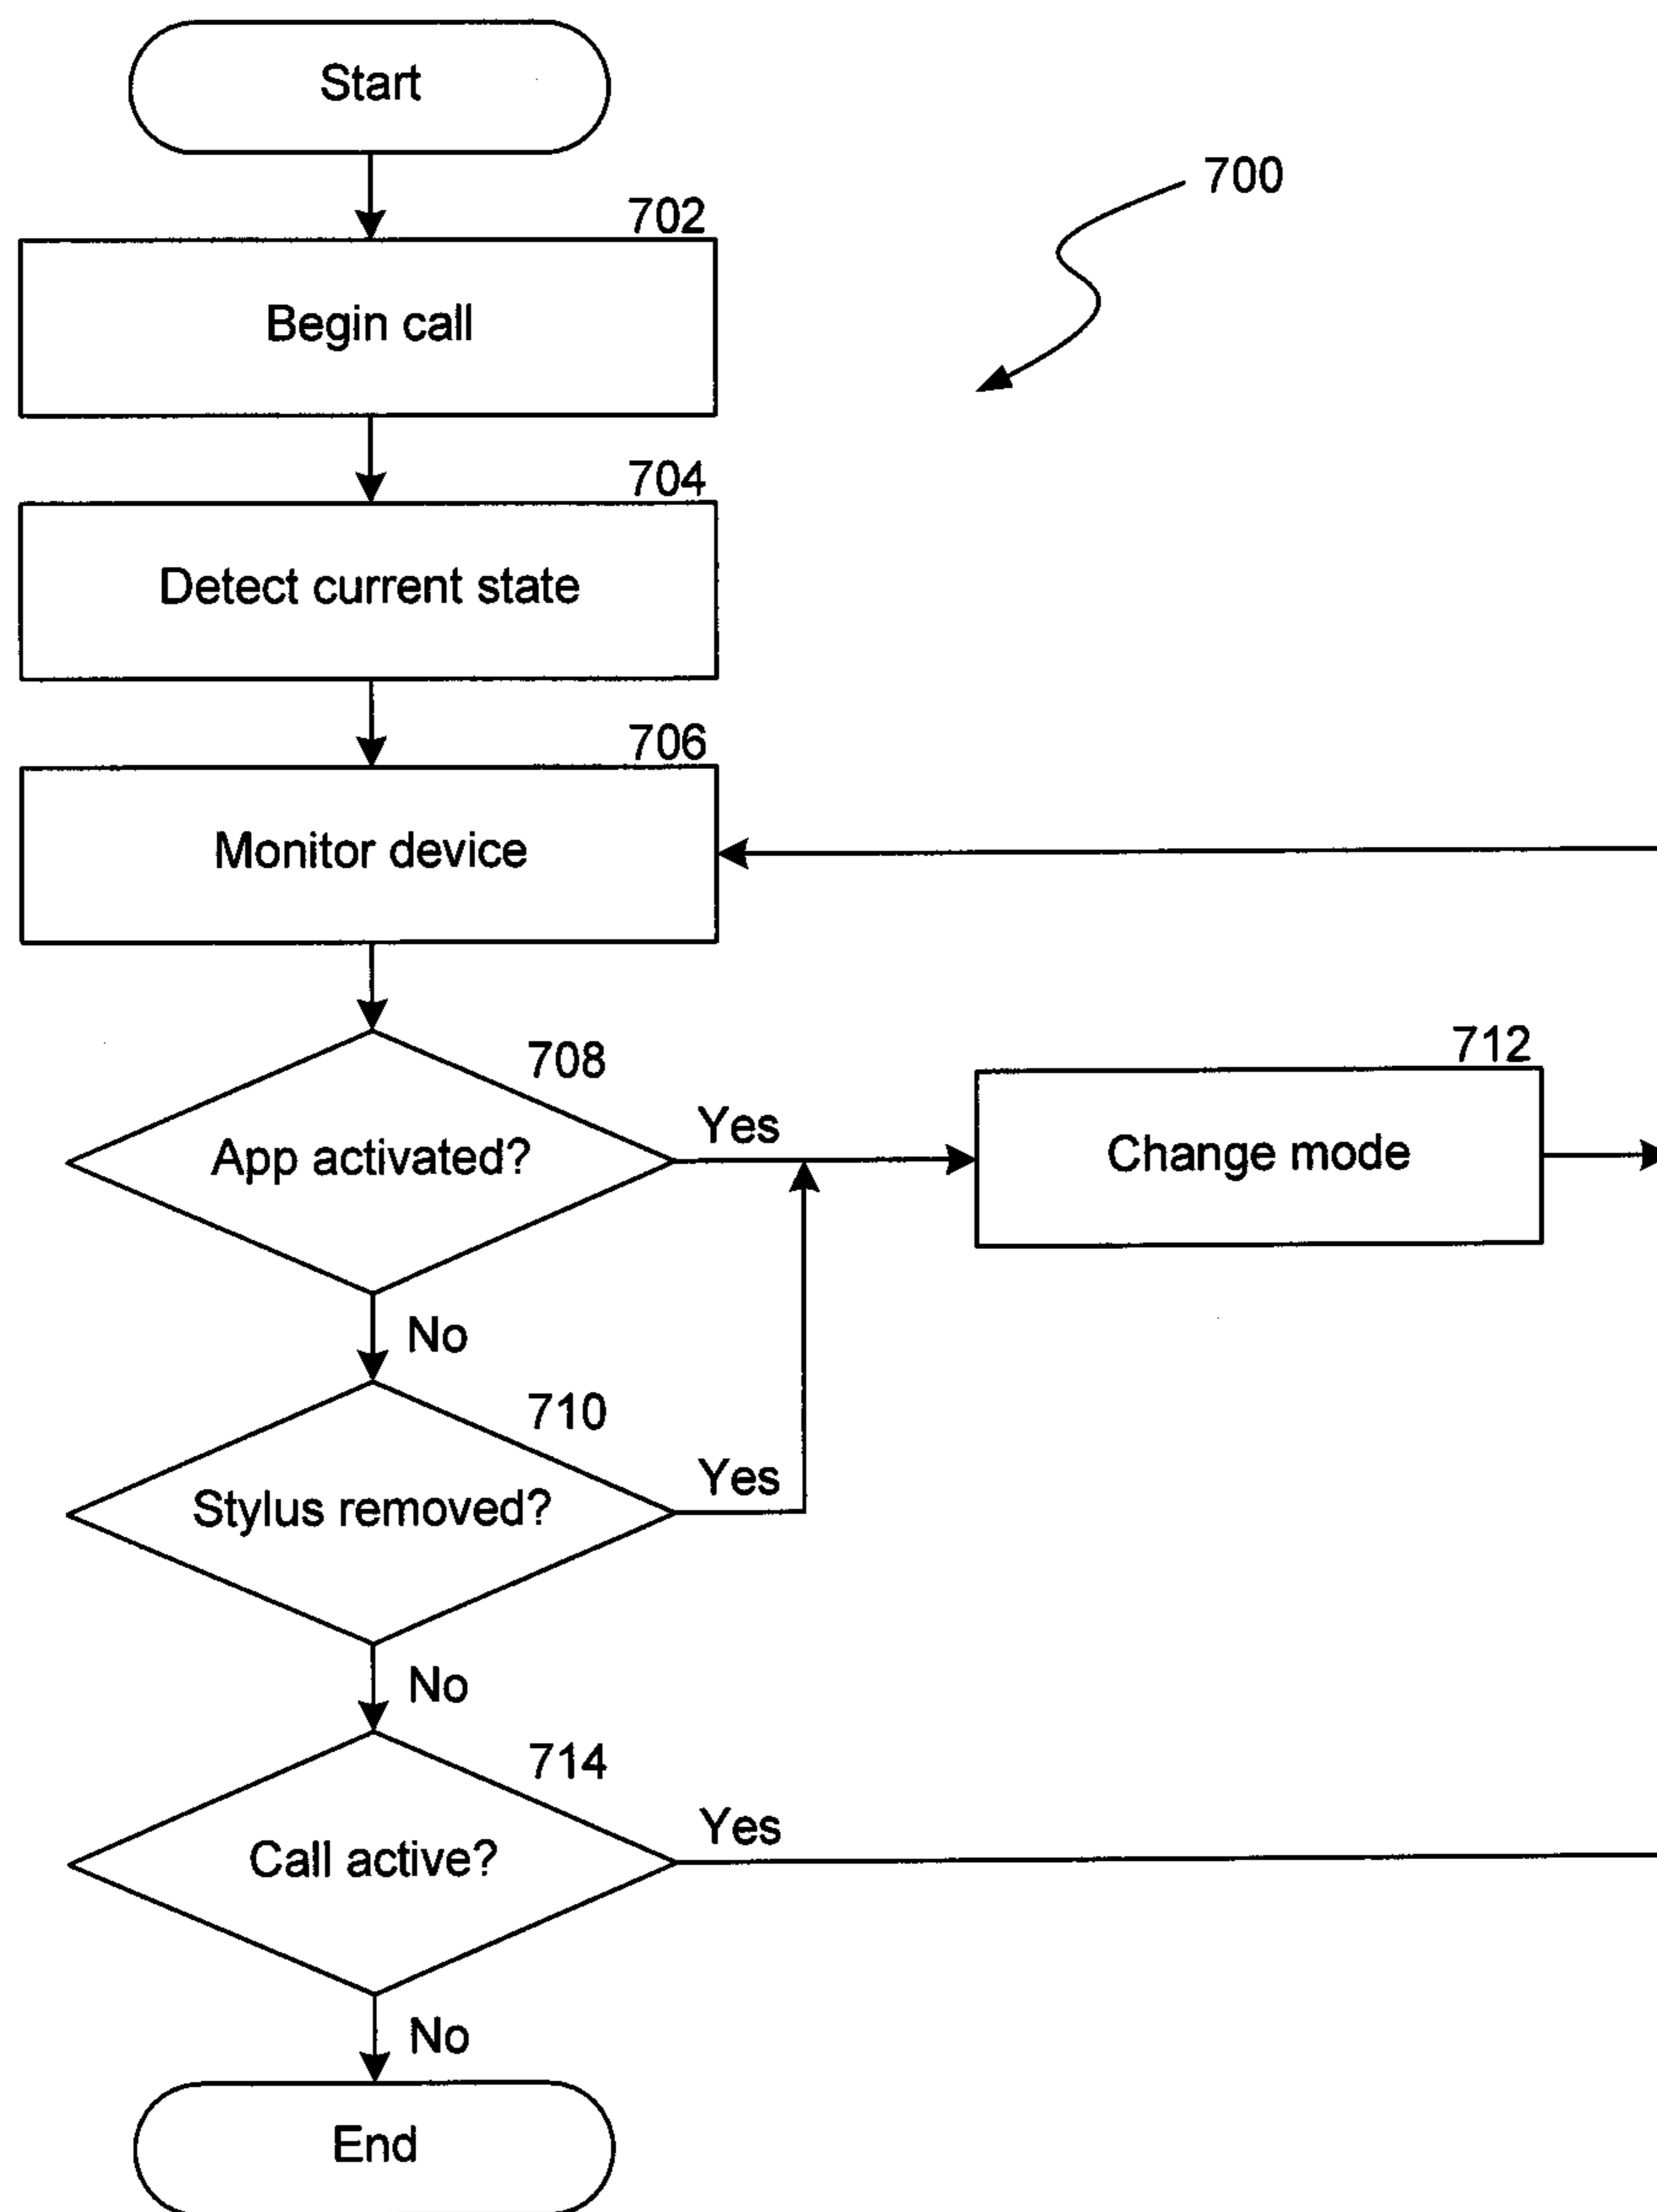 Start
700
702
Begin call
704
Detect current state
706
Monitor device
708
App activated?
Yes
712
Change mode
No
710
Stylus removed?
Yes
No
714
Call active?
Yes
No
End